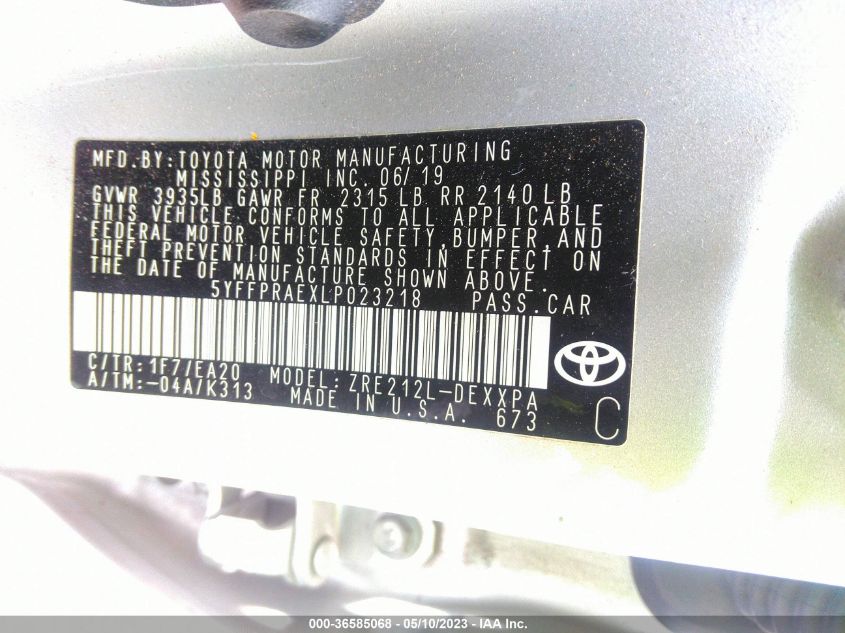 MFD.BY:TOYOTA MOTOR MANUFACTURING
MISSISSIPPI INC. 06/19
GVWR 3935LB GAWR FR 2315 LB RR 2140 LB
THIS VEHICLE CONFORMS TO ALL APPLICABLE
FEDERAL MOTOR VEHICLE SAFETY,BUMPER,AND
THEFT PREVENTION STANDARDS IN EFFECT ON
THE DATE OF MANUFACTURE SHOWN ABOVE.
5YFFPRAEXLP023218 PASS.CAR
C/TR:1F7/EA20
A/TM:-04A/K313 MODEL:ZRE212L-DEXXPA
MADE IN U.S.A. 673
C
000-36585068 - 05/10/2023 - IAA Inc.